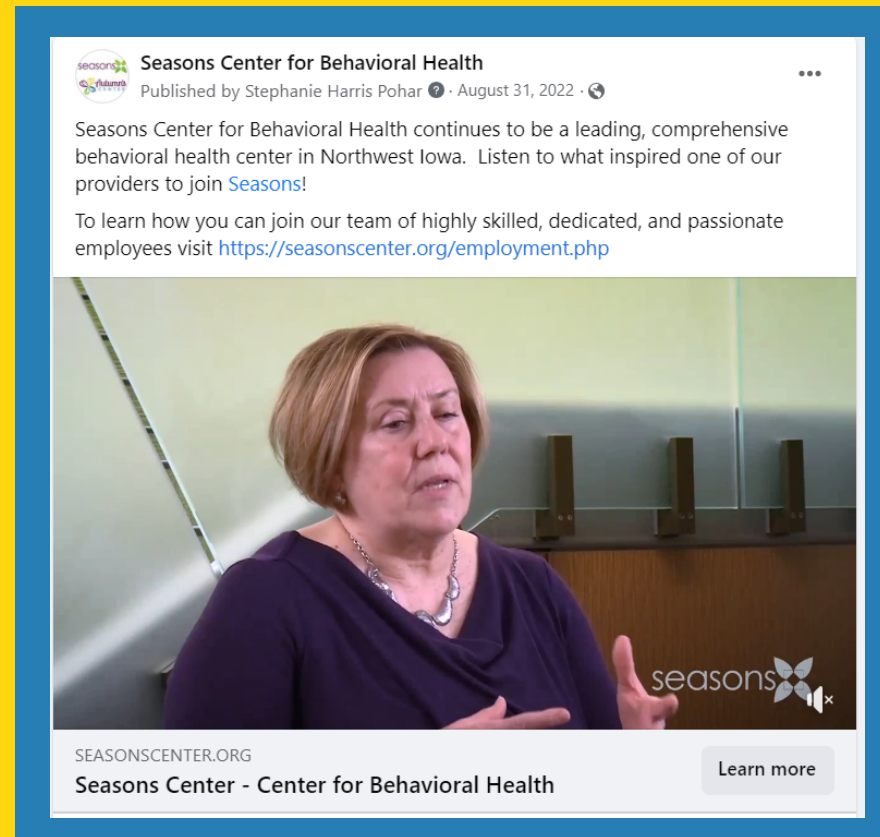 seasons
Autumn's
CENTER
Seasons Center for Behavioral Health
Published by Stephanie Harris Pohar ? · August 31, 2022 ·
Seasons Center for Behavioral Health continues to be a leading, comprehensive
behavioral health center in Northwest Iowa. Listen to what inspired one of our
providers to join Seasons!
To learn how you can join our team of highly skilled, dedicated, and passionate
employees visit https://seasonscenter.org/employment.php
seasons
SEASONSCENTER.ORG
Seasons Center - Center for Behavioral Health
Learn more